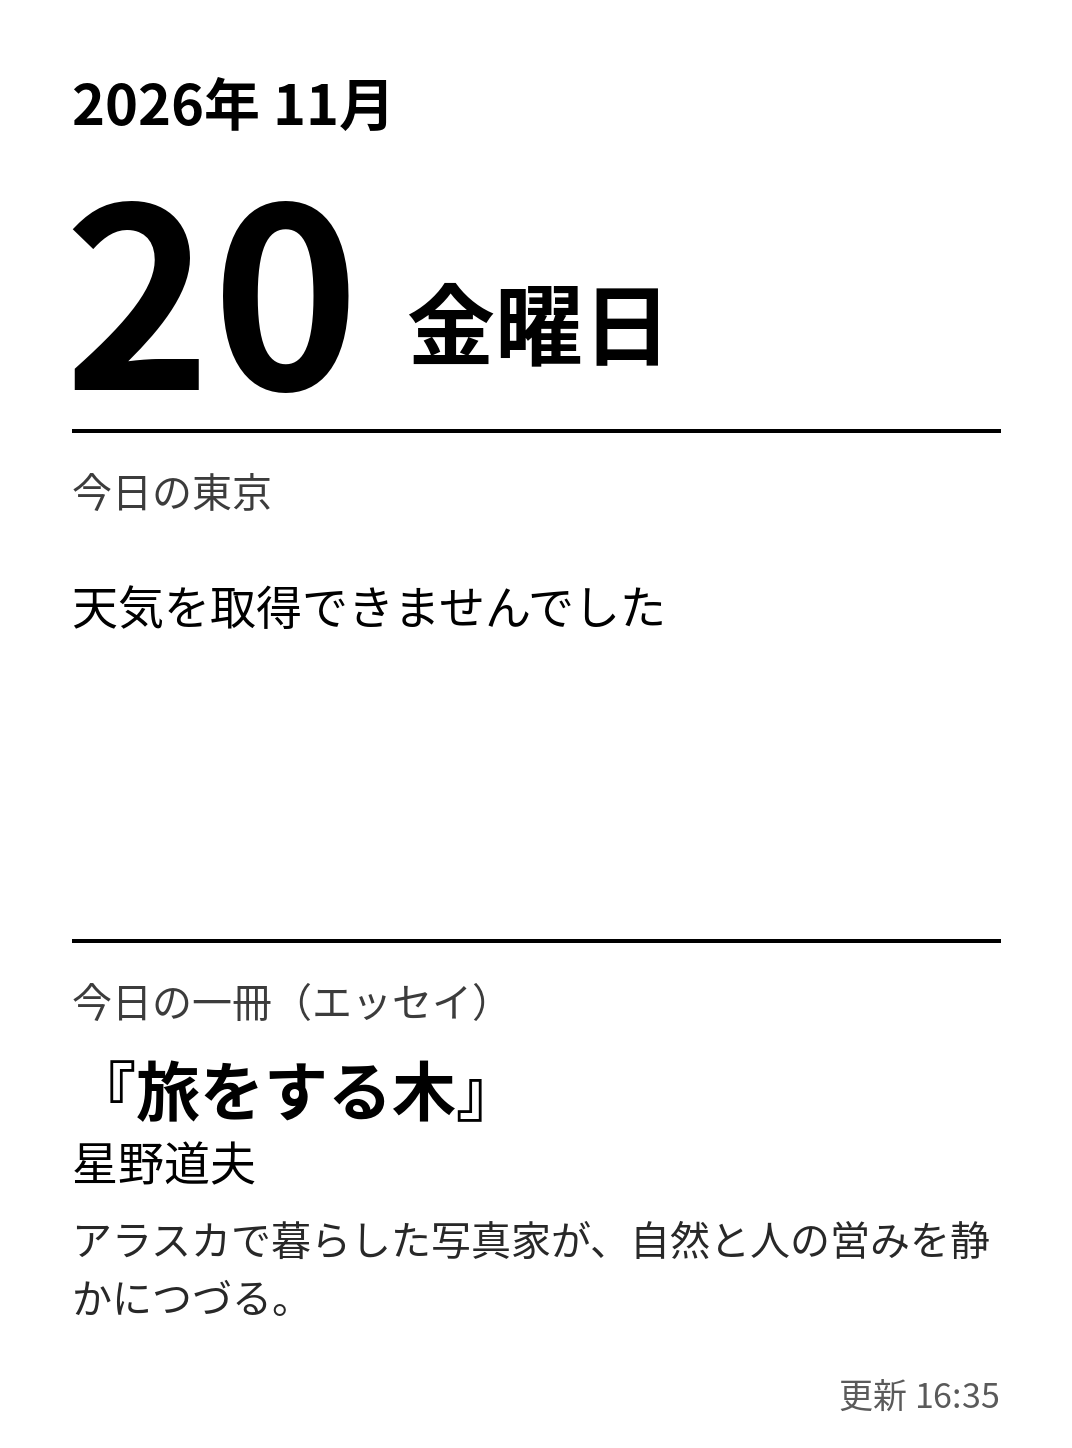 2026年 11月
20 金曜日
今日の東京
天気を取得できませんでした
今日の一冊（エッセイ）
『旅をする木』
星野道夫
アラスカで暮らした写真家が、自然と人の営みを静
かにつづる。
更新 16:35